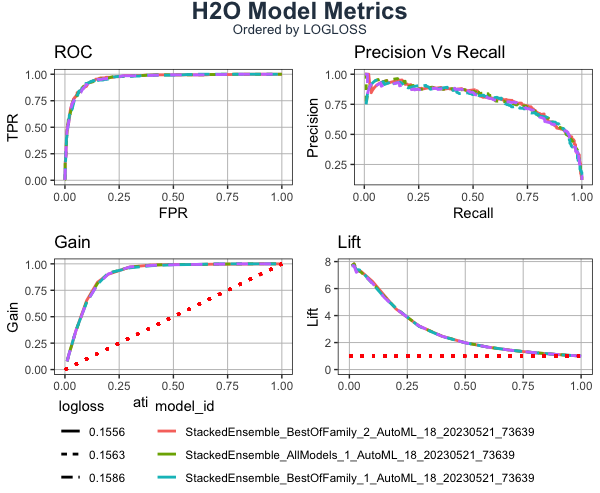 H2O Model Metrics
Ordered by LOGLOSS
ROC
1.00
0.75
0.50
0.25
0.00
TPR
0.00 0.25 0.50 0.75 1.00
FPR
Precision Vs Recall
1.00
0.75
0.50
0.25
Precision
0.00 0.25 0.50 0.75 1.00
Recall
Gain
1.00
0.75
0.50
0.25
0.00
Gain
0.00 0.25 0.50 0.75 1.00
Lift
8
6
4
2
0
Lift
0.00 0.25 0.50 0.75 1.00
logloss ati model_id
0.1556 StackedEnsemble_BestOfFamily_2_AutoML_18_20230521_73639
0.1563 StackedEnsemble_AllModels_1_AutoML_18_20230521_73639
0.1586 StackedEnsemble_BestOfFamily_1_AutoML_18_20230521_73639